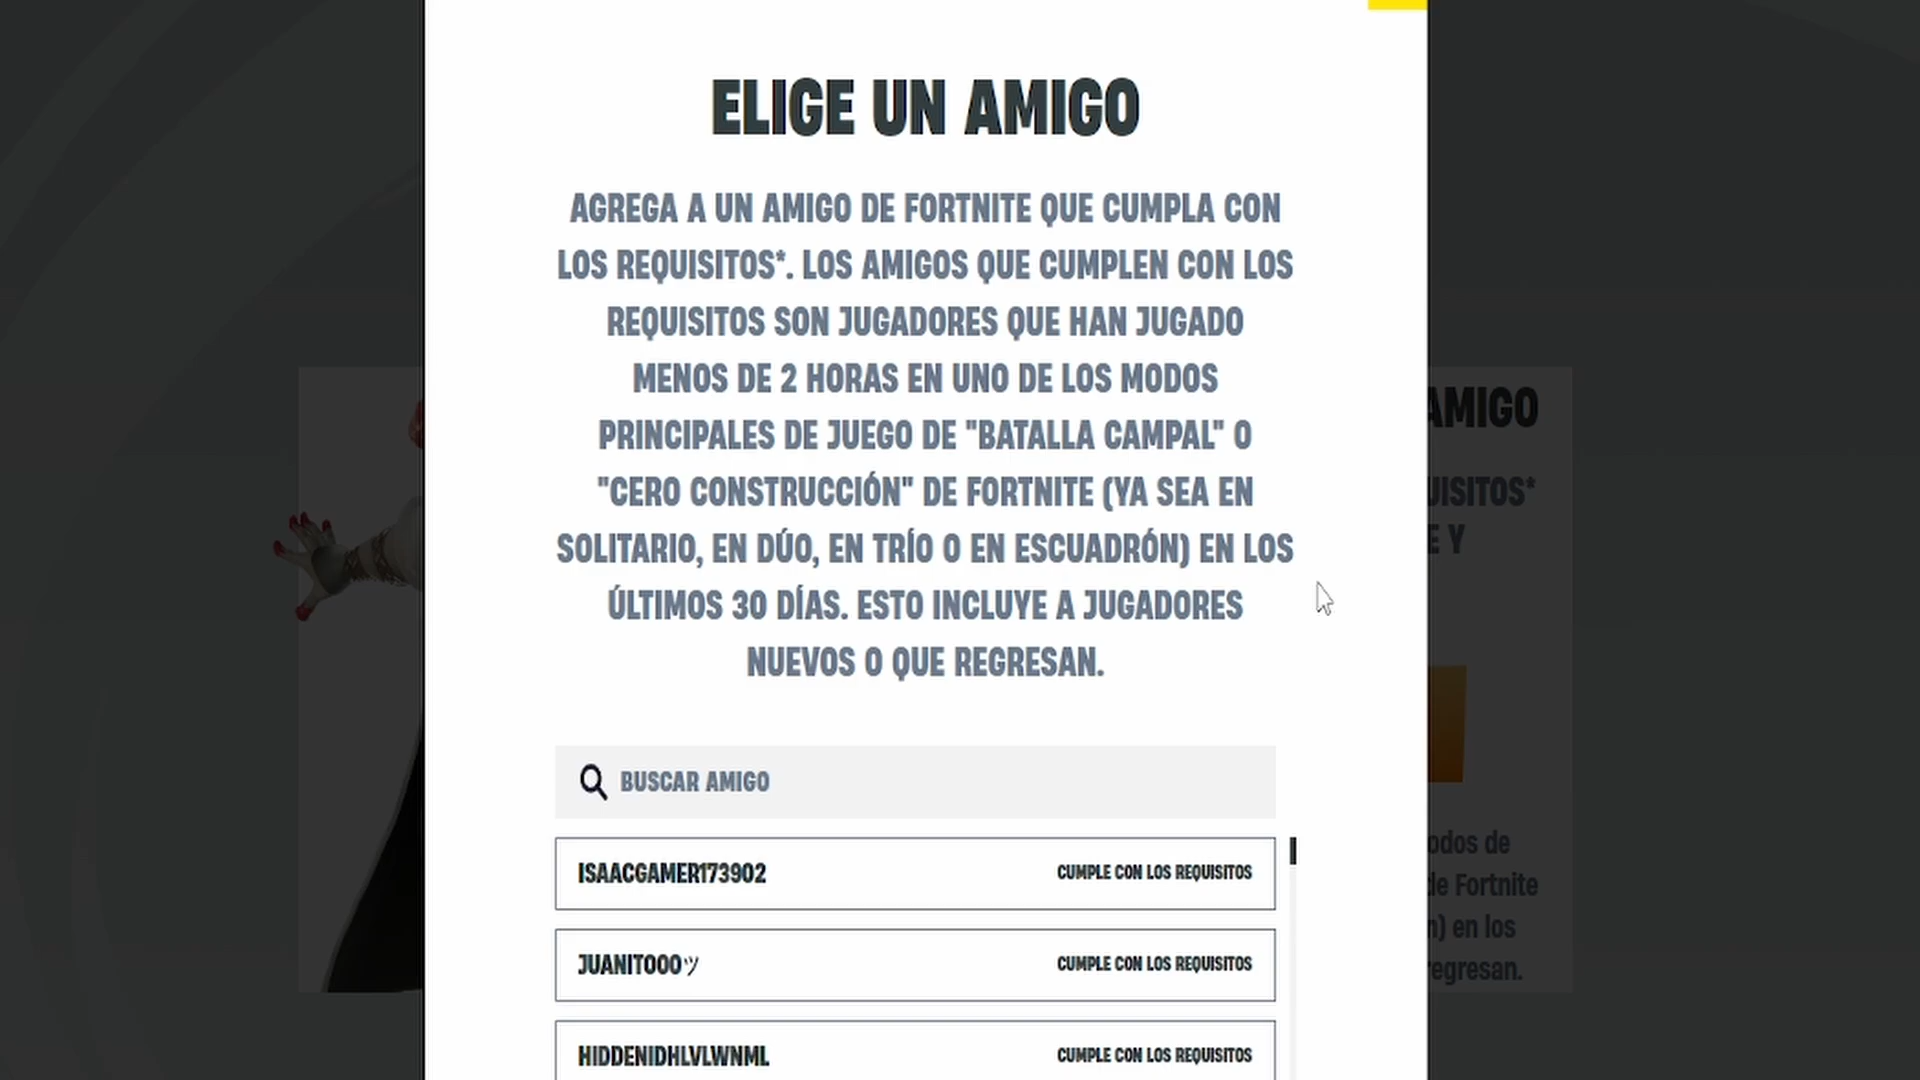 ELIGE UN AMIGO
AGREGA A UN AMIGO DE FORTNITE QUE CUMPLA CON
LOS REQUISITOS*. LOS AMIGOS QUE CUMPLEN CON LOS
REQUISITOS SON JUGADORES QUE HAN JUGADO
MENOS DE 2 HORAS EN UNO DE LOS MODOS
PRINCIPALES DE JUEGO DE "BATALLA CAMPAL" O
"CERO CONSTRUCCIÓN" DE FORTNITE (YA SEA EN
SOLITARIO, EN DÚO, EN TRÍO O EN ESCUADRÓN) EN LOS
ÚLTIMOS 30 DÍAS. ESTO INCLUYE A JUGADORES
NUEVOS O QUE REGRESAN.
BUSCAR AMIGO
ISAACGAMER173902 CUMPLE CON LOS REQUISITOS
JUANITOOOツ CUMPLE CON LOS REQUISITOS
HIDDENIDHLVLWNML CUMPLE CON LOS REQUISITOS
AMIGO
UISITOS*
E Y
odos de
de Fortnite
n) en los
regresan.